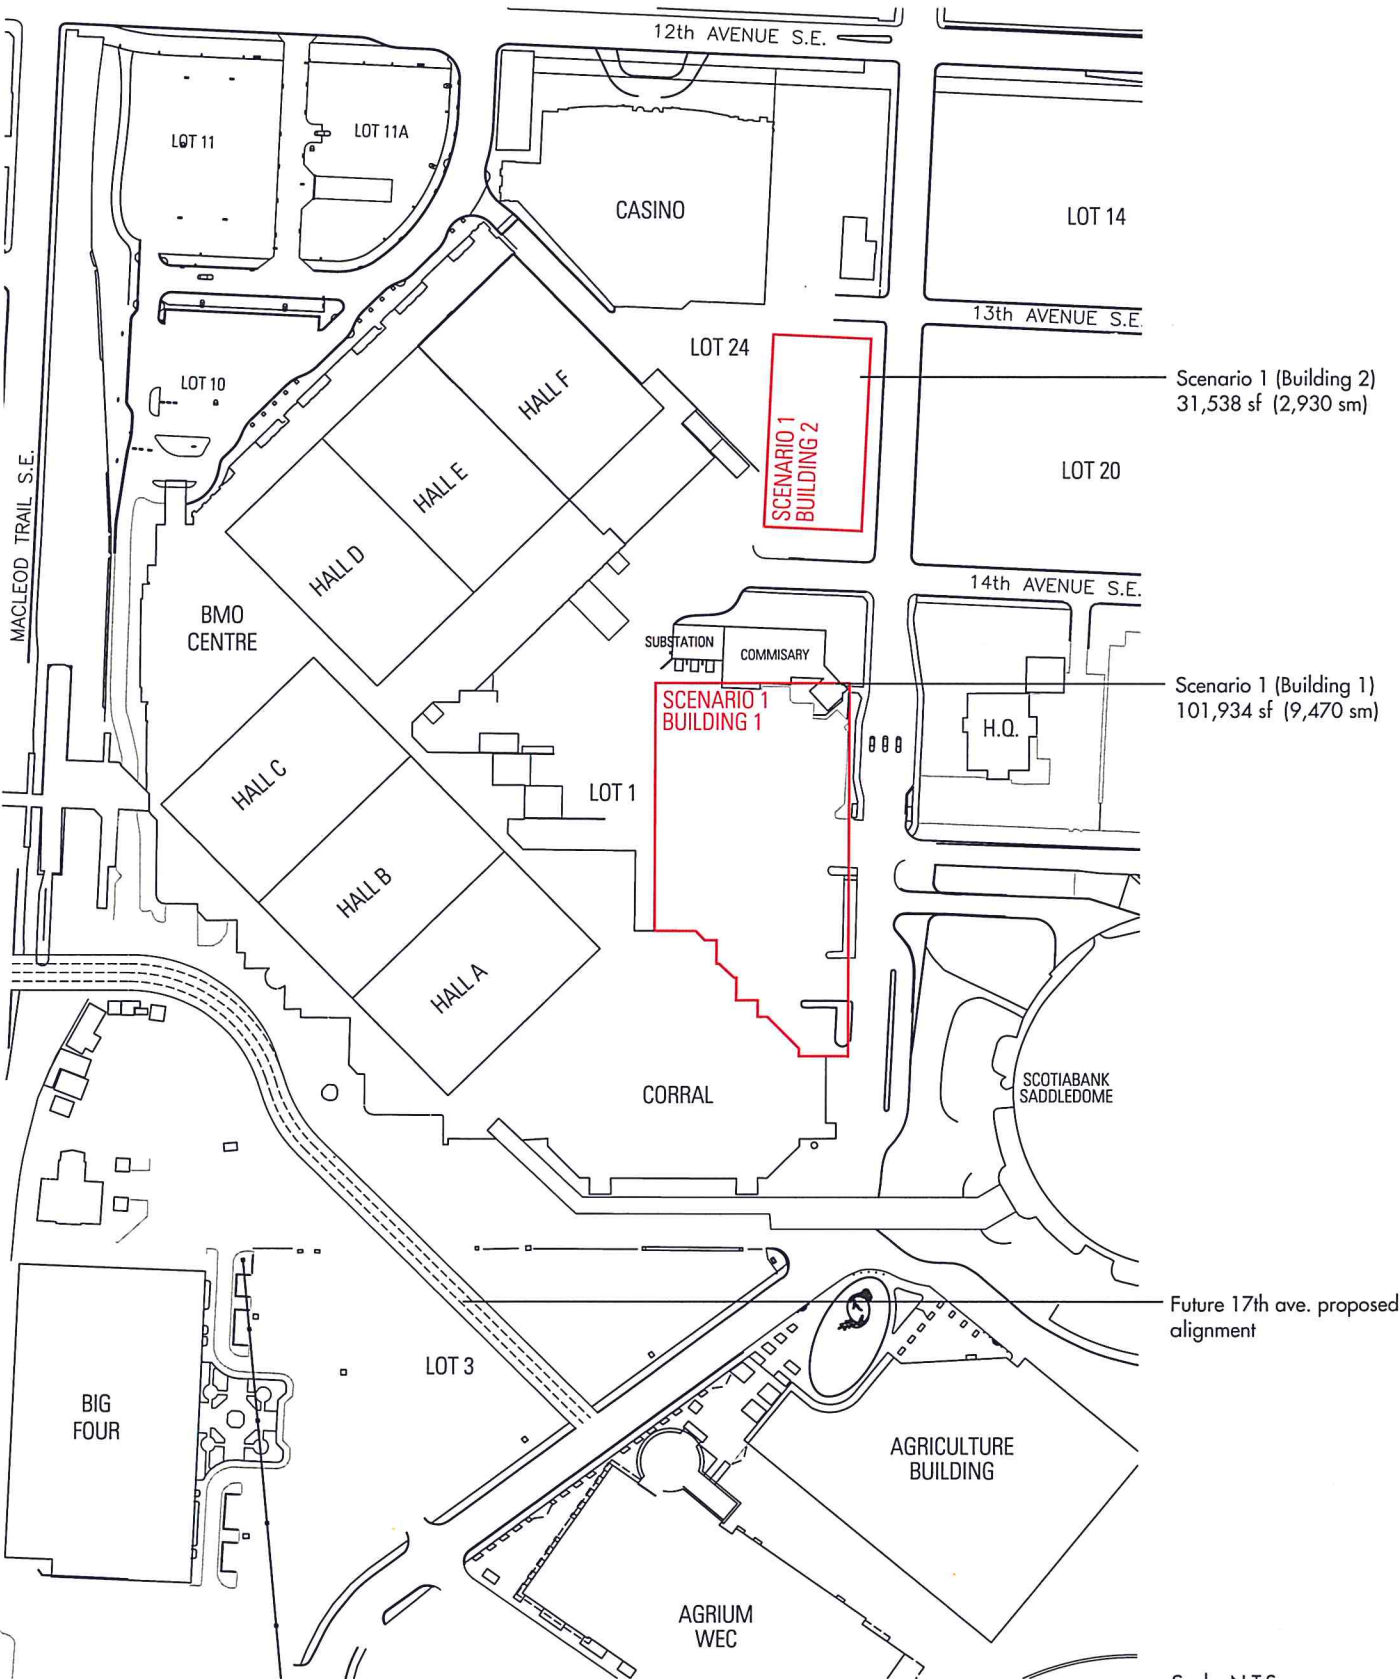 12th AVENUE S.E.
LOT 11
LOT 11A
CASINO
LOT 14
13th AVENUE S.E.
LOT 24
LOT 10
HALL F
Scenario 1 (Building 2)
31,538 sf (2,930 sm)
SCENARIO 1
BUILDING 2
LOT 20
HALL E
MACLEOD TRAIL S.E.
HALL D
14th AVENUE S.E.
BMO
CENTRE
SUBSTATION
COMMISARY
Scenario 1 (Building 1)
101,934 sf (9,470 sm)
SCENARIO 1
BUILDING 1
H.Q.
HALL C
LOT 1
HALL B
HALL A
CORRAL
SCOTIABANK
SADDLEDOME
Future 17th ave. proposed
alignment
LOT 3
BIG
FOUR
AGRICULTURE
BUILDING
AGRIUM
WEC